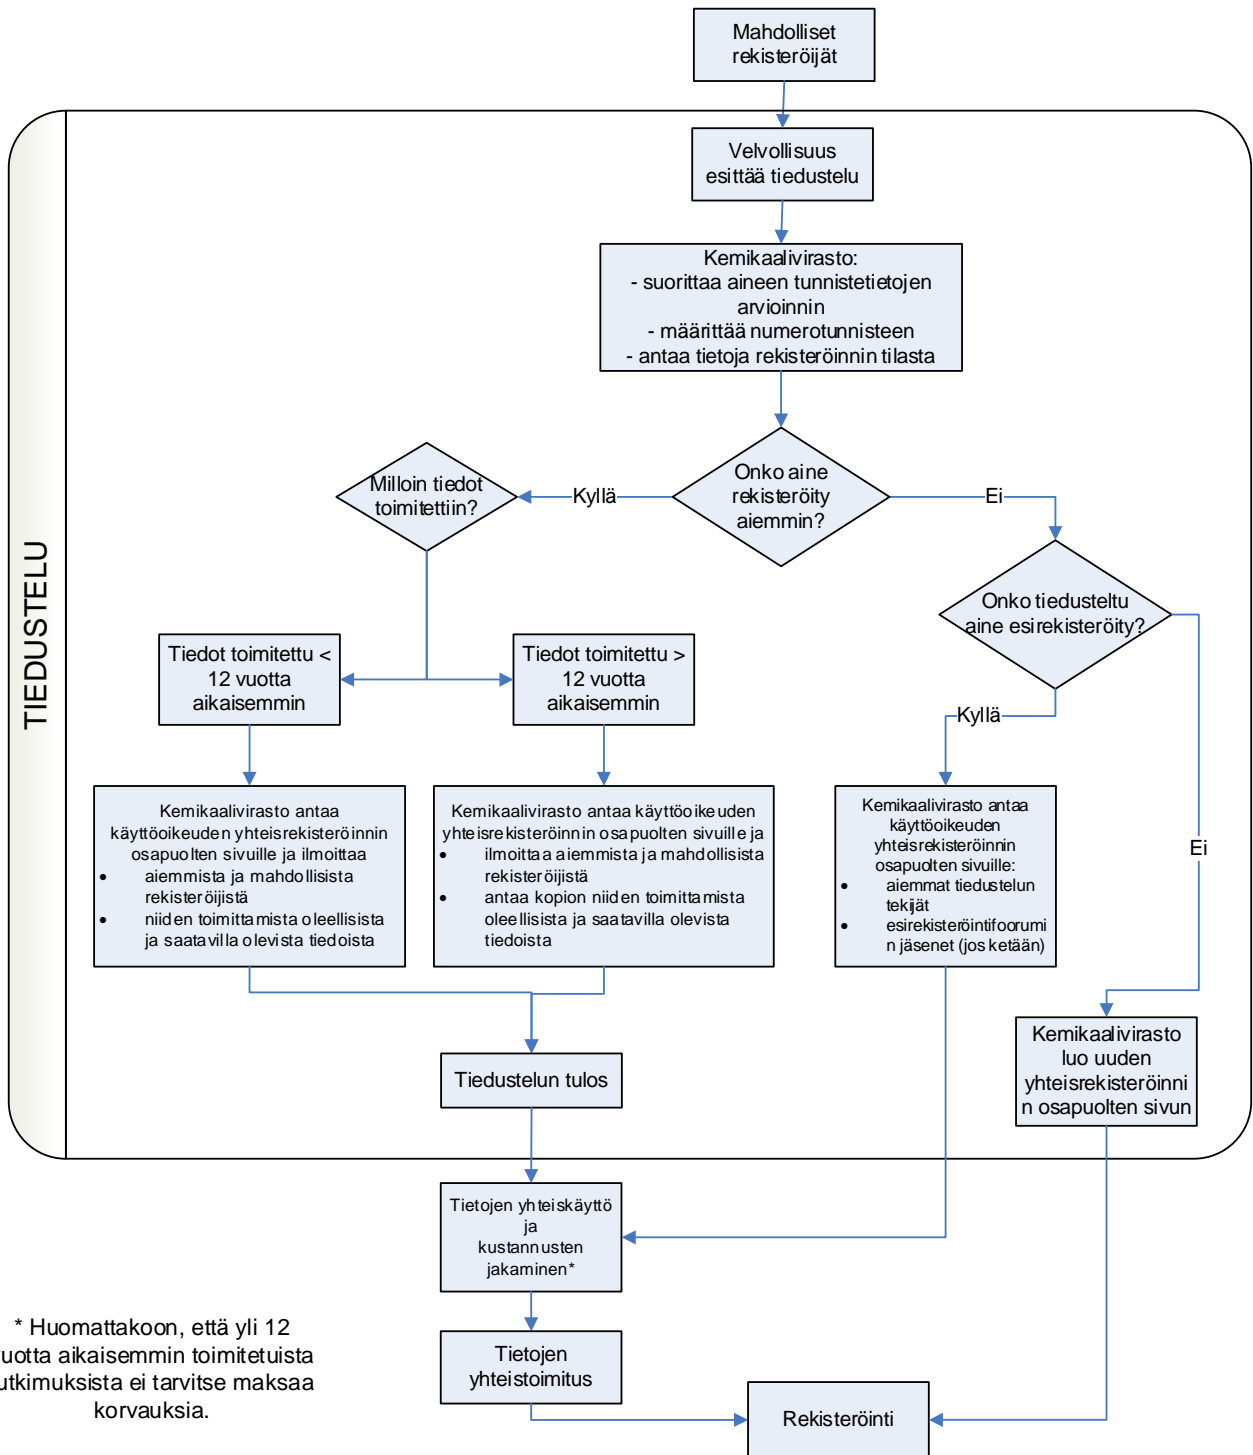 Mahdolliset
rekisteröijät
Velvollisuus
esittää tiedustelu
Kemikaalivirasto:
- suorittaa aineen tunnistetietojen
arvioinnin
- määrittää numerotunnisteen
- antaa tietoja rekisteröinnin tilasta
Onko aine
rekisteröity
aiemmin?
Kyllä
Ei
Milloin tiedot
toimitettiin?
Onko tiedusteltu
aine esirekisteröity?
TIEDUSTELU
Tiedot toimitettu <
12 vuotta
aikaisemmin
Tiedot toimitettu >
12 vuotta
aikaisemmin
Kyllä
Ei
Kemikaalivirasto antaa
käyttöoikeuden yhteisrekisteröinnin
osapuolten sivuille ja ilmoittaa
• aiemmista ja mahdollisista
rekisteröijistä
• niiden toimittamista oleellisista
ja saatavilla olevista tiedoista
Kemikaalivirasto antaa käyttöoikeuden
yhteisrekisteröinnin osapuolten sivuille ja
• ilmoittaa aiemmista ja mahdollisista
rekisteröijistä
• antaa kopion niiden toimittamista
oleellisista ja saatavilla olevista
tiedoista
Kemikaalivirasto antaa
käyttöoikeuden
yhteisrekisteröinnin
osapuolten sivuille:
• aiemmat tiedustelun
tekijät
• esirekisteröintifoorumi
n jäsenet (jos ketään)
Kemikaalivirasto
luo uuden
yhteisrekisteröinni
n osapuolten sivun
Tiedustelun tulos
Tietojen yhteiskäyttö
ja
kustannusten
jakaminen*
Tietojen
yhteistoimitus
Rekisteröinti
* Huomattakoon, että yli 12
vuotta aikaisemmin toimitetuista
utkimuksista ei tarvitse maksaa
korvauksia.